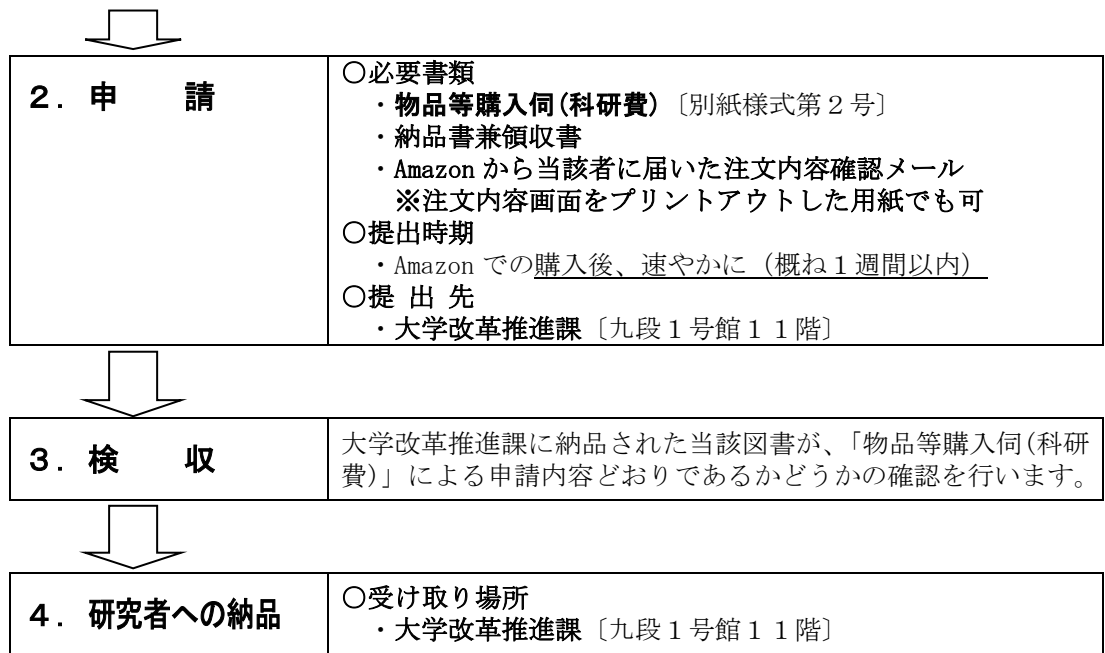 ２．申　　請
○必要書類
・物品等購入伺(科研費)〔別紙様式第２号〕
・納品書兼領収書
・Amazon から当該者に届いた注文内容確認メール
※注文内容画面をプリントアウトした用紙でも可
○提出時期
・Amazon での購入後、速やかに（概ね１週間以内）
○提 出 先
・大学改革推進課〔九段１号館１１階〕
３．検　　収
大学改革推進課に納品された当該図書が、「物品等購入伺(科研
費)」による申請内容どおりであるかどうかの確認を行います。
４．研究者への納品
○受け取り場所
・大学改革推進課〔九段１号館１１階〕